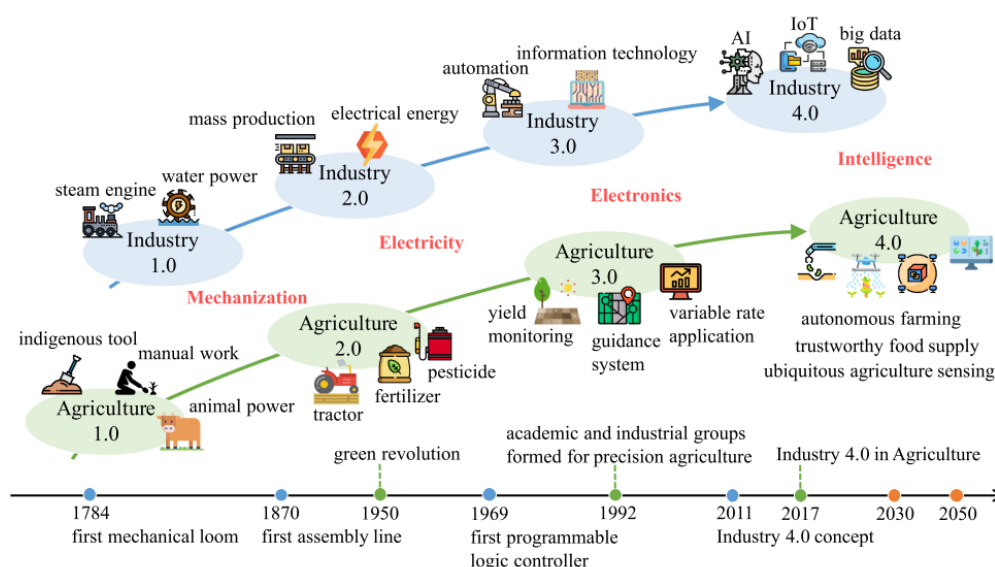 AI
IoT
big data
Industry
4.0
information technology
automation
Industry
3.0
electrical energy
mass production
Industry
2.0
water power
steam engine
Industry
1.0
Mechanization
Electricity
Electronics
Intelligence
Agriculture
4.0
autonomous farming
trustworthy food supply
ubiquitous agriculture sensing
Agriculture
3.0
yield
monitoring
guidance
system
variable rate
application
Agriculture
2.0
tractor
fertilizer
pesticide
indigenous tool
manual work
animal power
Agriculture
1.0
green revolution
academic and industrial groups
formed for precision agriculture
Industry 4.0 in Agriculture
1784
first mechanical loom
1870
first assembly line
1950
1969
first programmable
logic controller
1992
2011
Industry 4.0 concept
2017
2030
2050